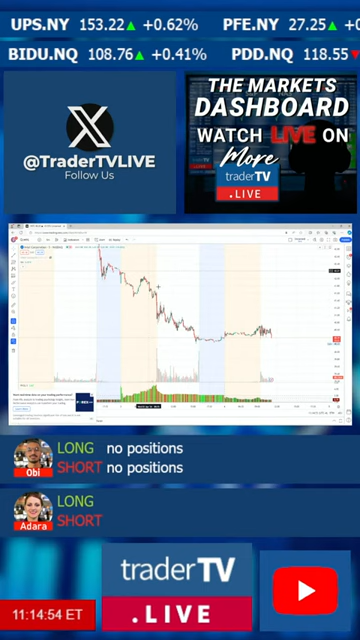 UPS.NY 153.22 +0.62% PFE.NY 27.25 +0
BIDU.NQ 108.76 +0.41% PDD.NQ 118.55
X
@TraderTVLIVE
Follow Us
THE MARKETS
DASHBOARD
WATCH LIVE ON
More
traderTV
.LIVE
LONG no positions
SHORT no positions
Obi
LONG
SHORT
Adara
traderTV
.LIVE
11:14:54 ET